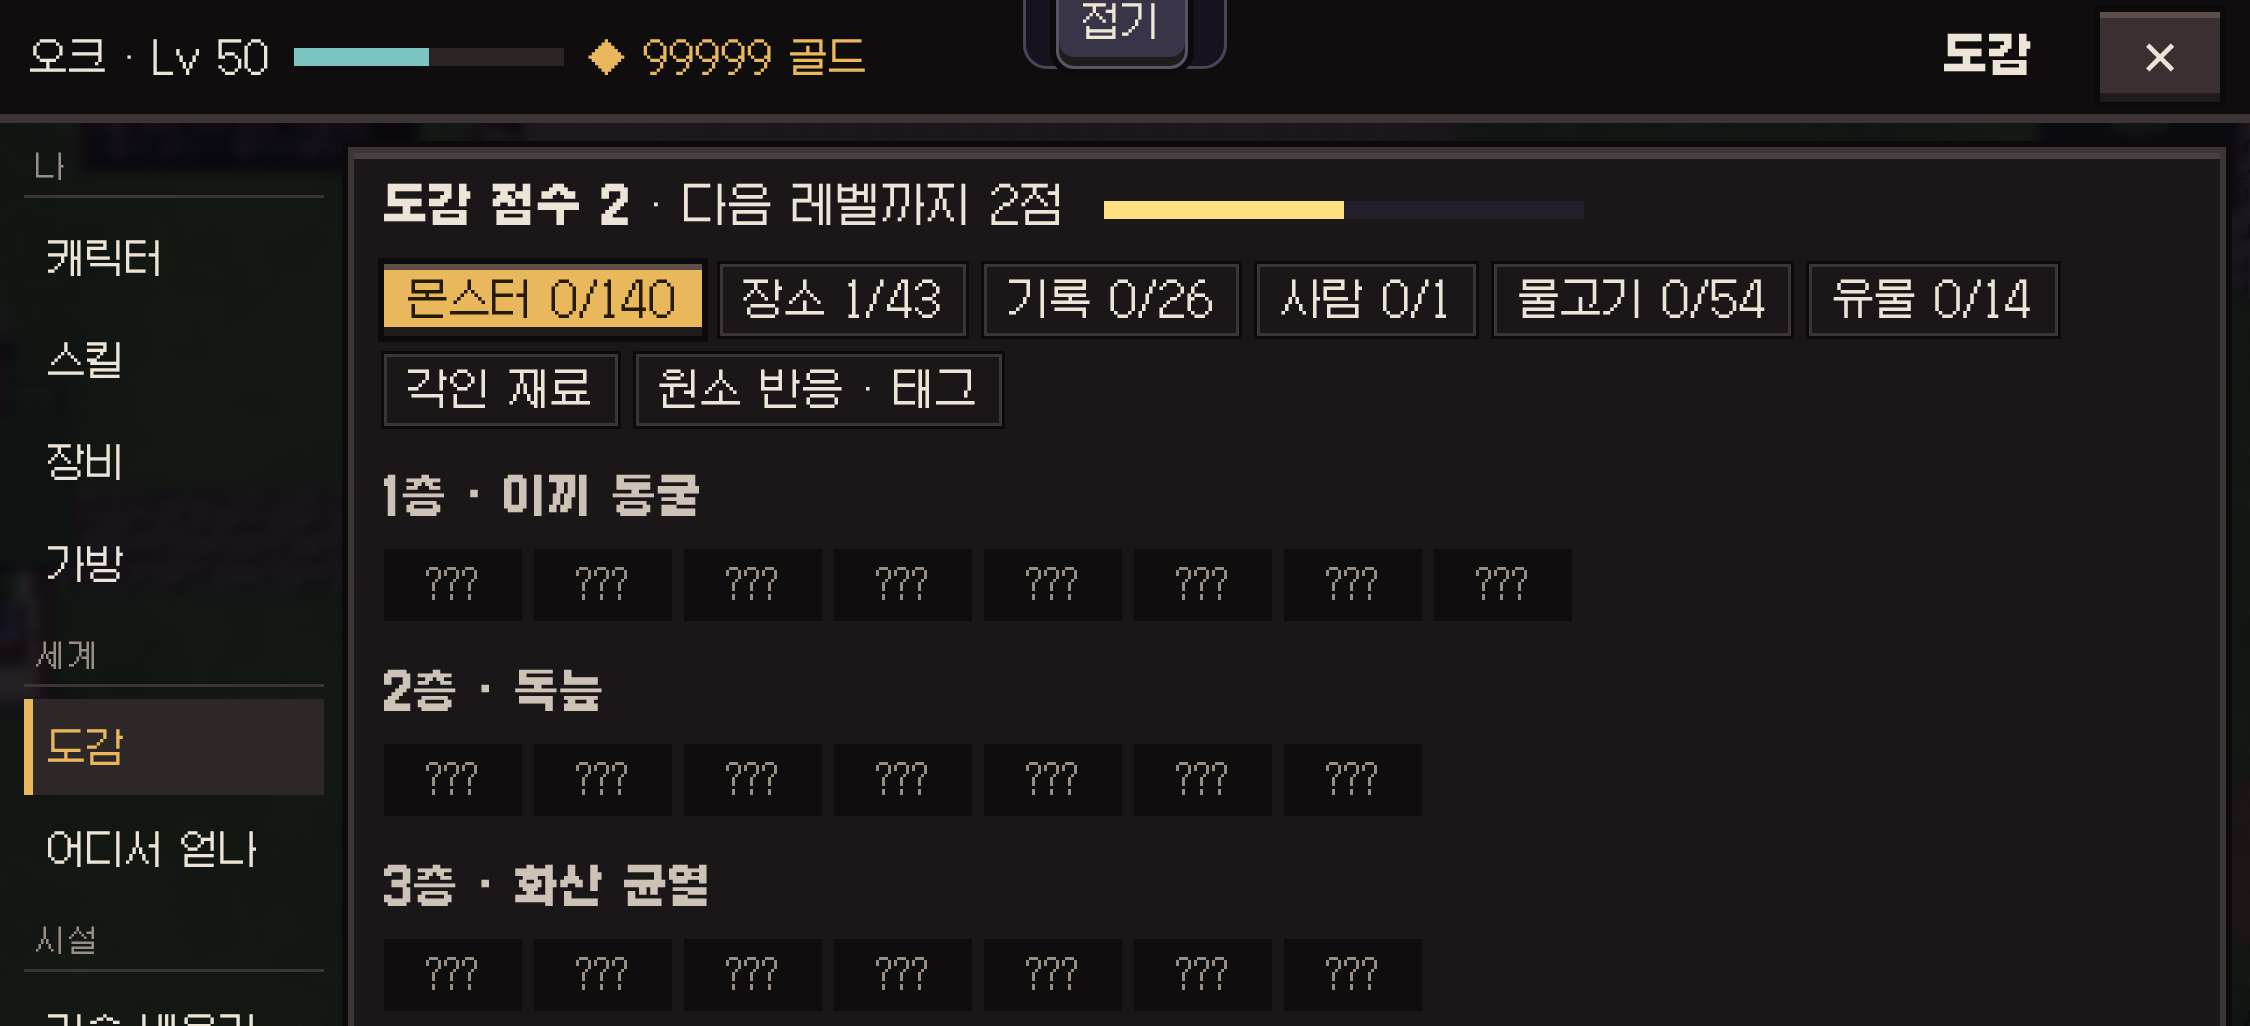 접기
오크 · Lv 50 ◆ 99999 골드 도감 ×
나
캐릭터
스킬
장비
가방
세계
도감
어디서 얻나
시설
도감 점수 2 · 다음 레벨까지 2점
몬스터 0/140 장소 1/43 기록 0/26 사람 0/1 물고기 0/54 유물 0/14
각인 재료 원소 반응 · 태그
1층 · 이끼 동굴
??? ??? ??? ??? ??? ??? ??? ???
2층 · 독늪
??? ??? ??? ??? ??? ??? ???
3층 · 화산 균열
??? ??? ??? ??? ??? ??? ???